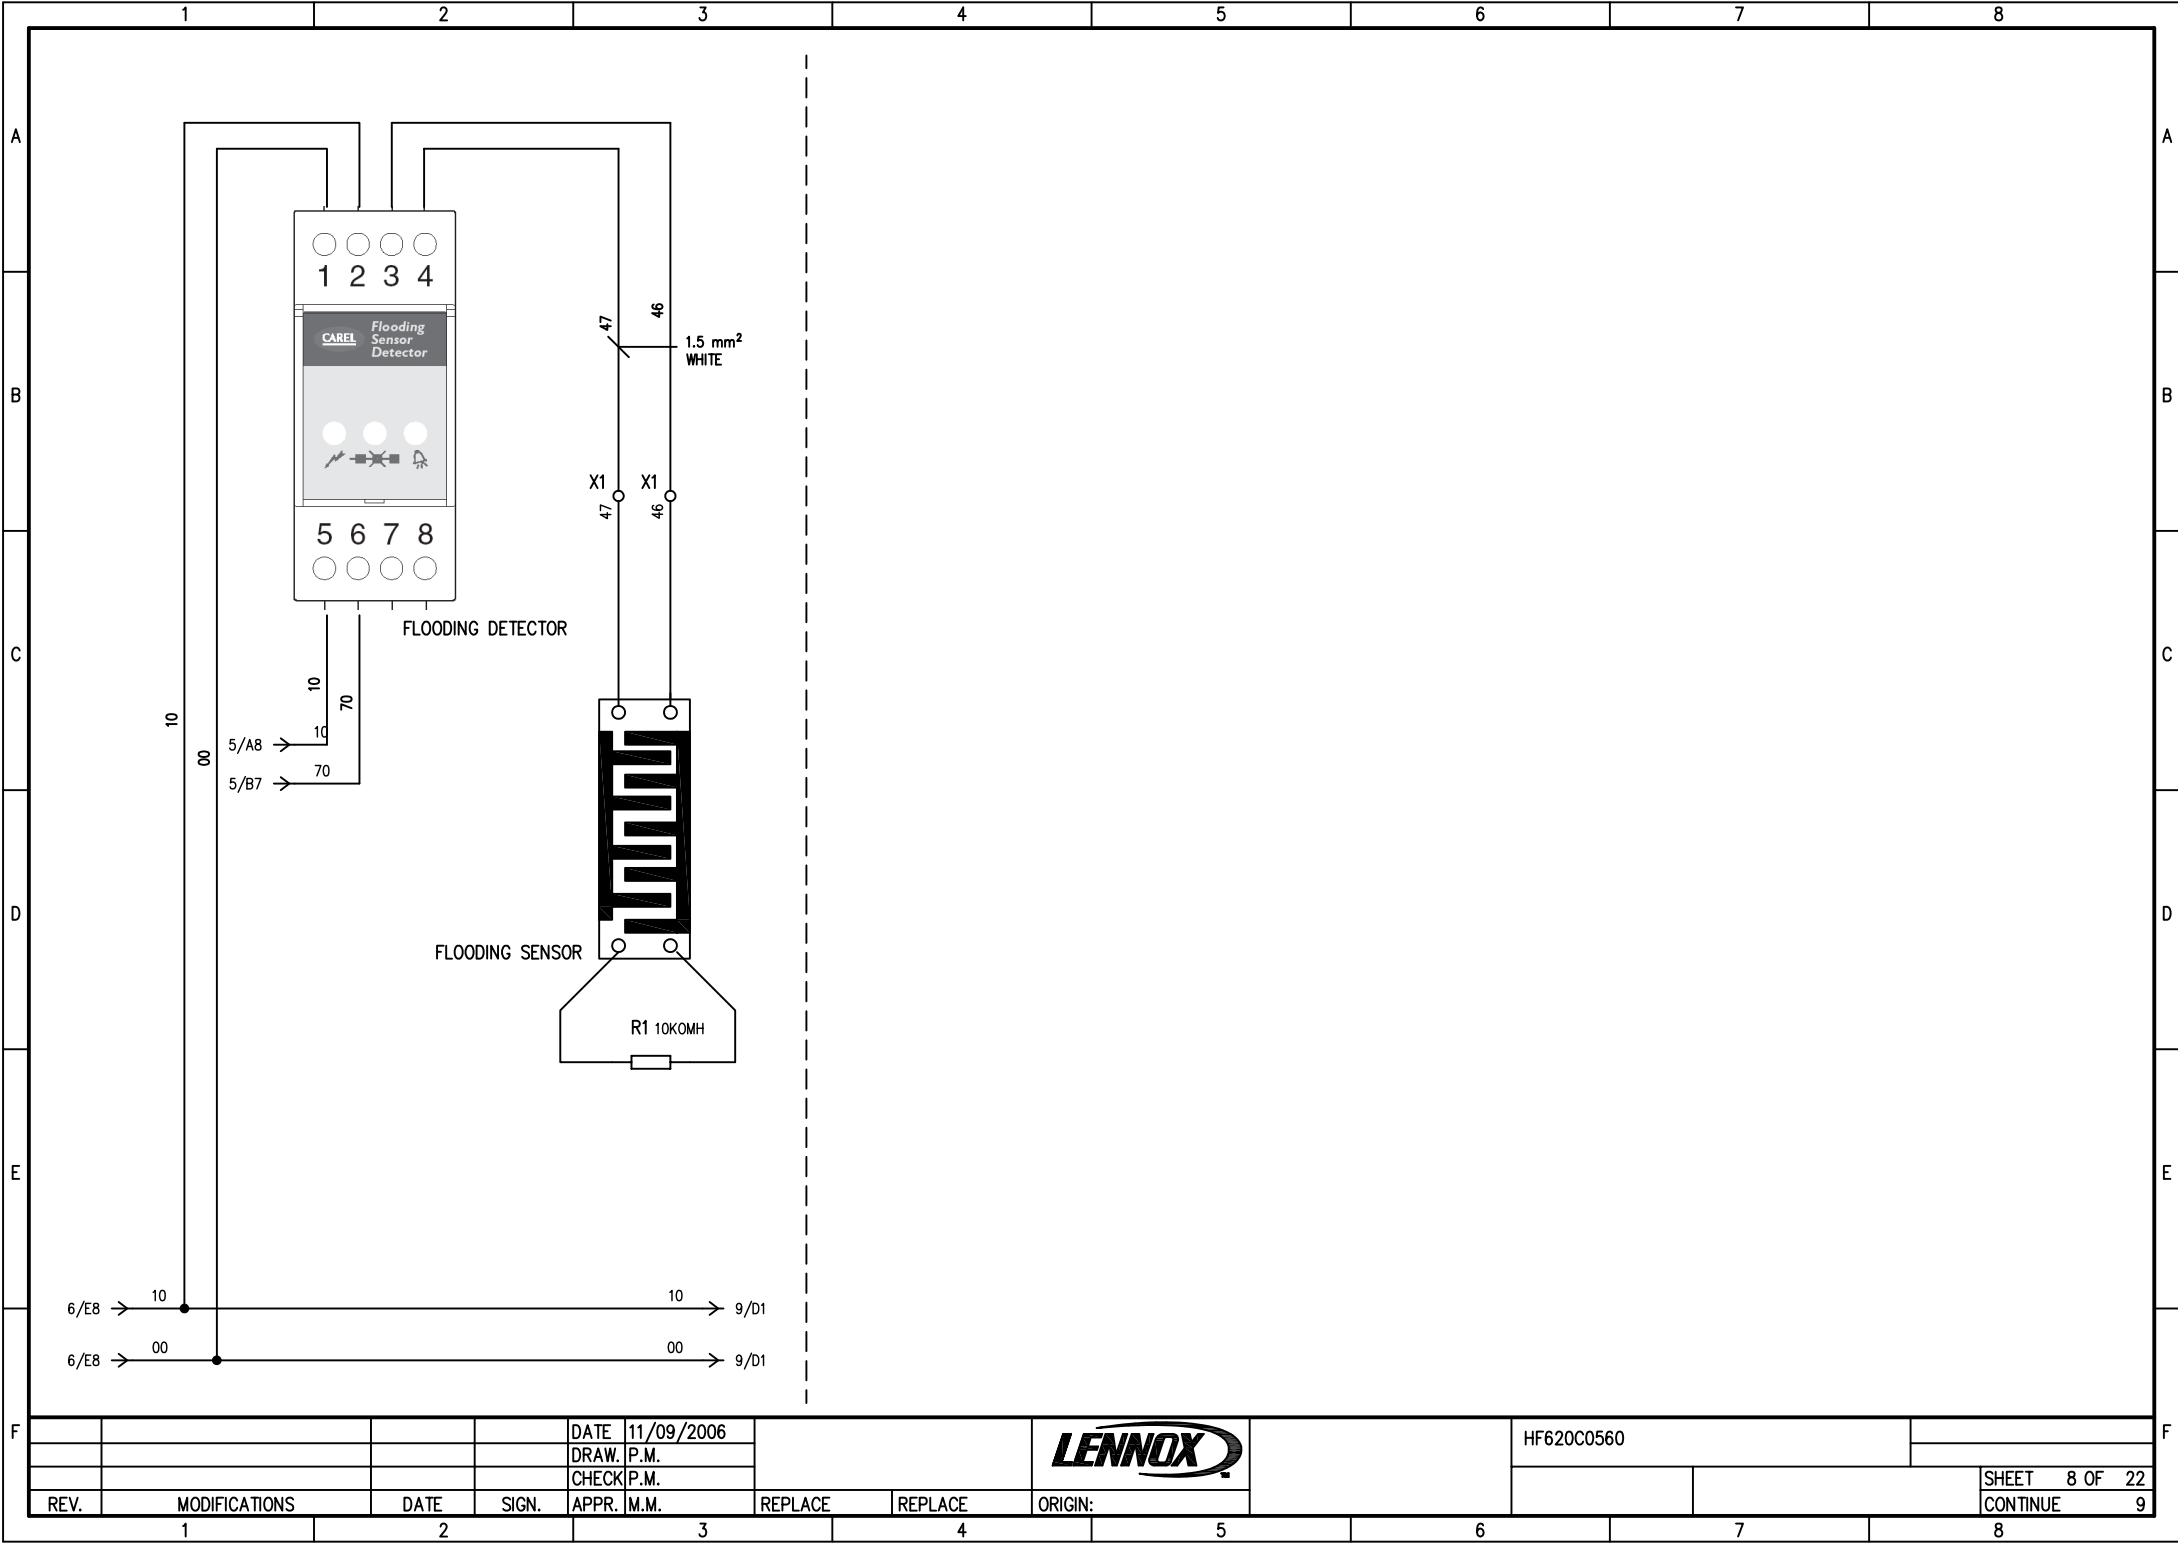 1 2 3 4 5 6 7 8
A A
1 2 3 4
CAREL
Flooding
Sensor
Detector
47
46
1.5 mm²
WHITE
B B
X1 X1
47
46
5 6 7 8
FLOODING DETECTOR
C C
10
70
10
00
5/A8 10
5/B7 70
D D
FLOODING SENSOR
R1 10KOMH
E E
6/E8 10 10 9/D1
6/E8 00 00 9/D1
F F
DATE 11/09/2006
DRAW. P.M.
CHECK P.M.
REV. MODIFICATIONS DATE SIGN. APPR. M.M. REPLACE REPLACE ORIGIN:
LENNOX
TM
HF620C0560
SHEET 8 OF 22
CONTINUE 9
1 2 3 4 5 6 7 8